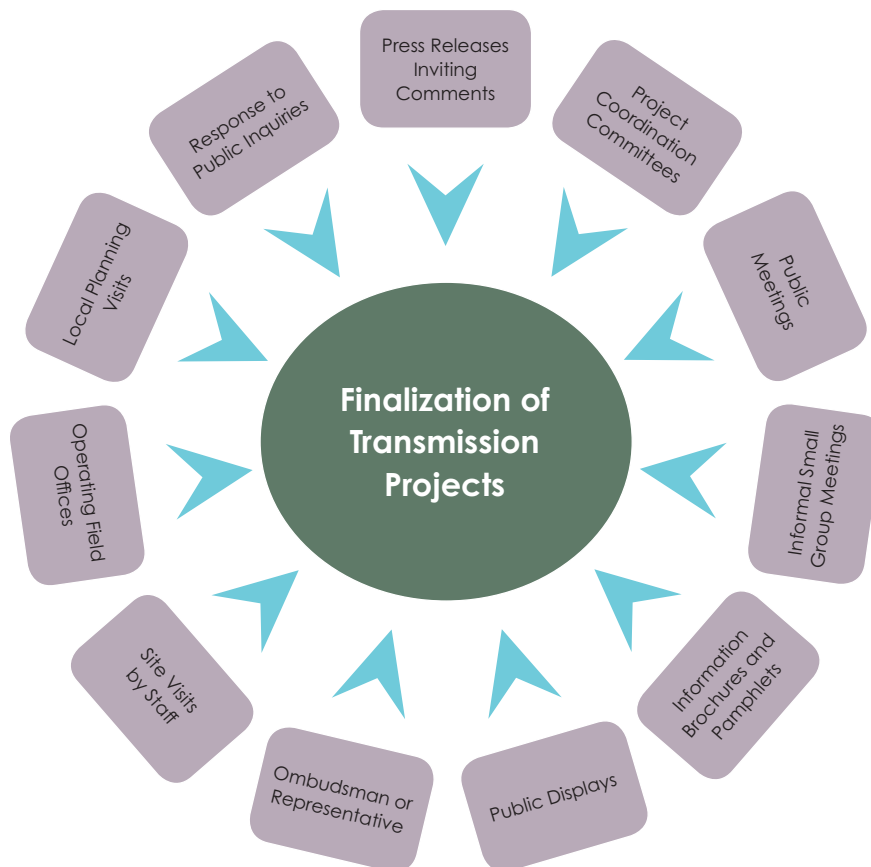 Press Releases
Inviting
Comments
Project
Coordination
Committees
Public
Meetings
Informal Small
Group Meetings
Information
Brochures and
Pamphlets
Public Displays
Ombudsman or
Representative
Site Visits
by Staff
Operating Field
Offices
Local Planning
Visits
Response to
Public Inquiries
Finalization of
Transmission
Projects